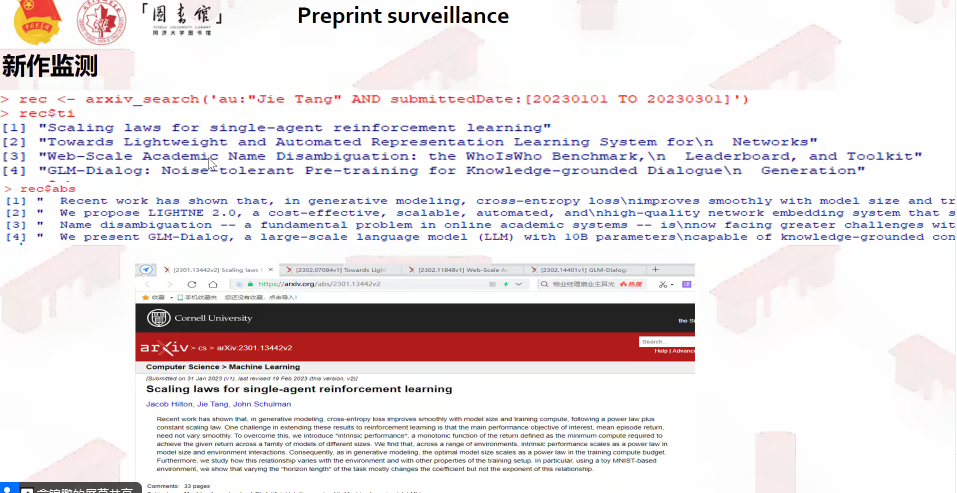 「图书馆」
TONGJI UNIVERSITY LIBRARY
同济大学图书馆
Preprint surveillance
新作监测
> rec <- arxiv_search('au:"Jie Tang" AND submittedDate:[20230101 TO 20230301]')
> rec$ti
[1] "Scaling laws for single-agent reinforcement learning"
[2] "Towards Lightweight and Automated Representation Learning System for\n  Networks"
[3] "Web-Scale Academic Name Disambiguation: the WhoIsWho Benchmark,\n  Leaderboard, and Toolkit"
[4] "GLM-Dialog: Noise-tolerant Pre-training for Knowledge-grounded Dialogue\n  Generation"
> rec$abs
[1] "  Recent work has shown that, in generative modeling, cross-entropy loss\nimproves smoothly with model size and tr
[2] "  We propose LIGHTNE 2.0, a cost-effective, scalable, automated, and\nhigh-quality network embedding system that s
[3] "  Name disambiguation -- a fundamental problem in online academic systems -- is\nnow facing greater challenges wit
[4] "  We present GLM-Dialog, a large-scale language model (LLM) with 10B parameters\ncapable of knowledge-grounded con
[2301.13442v2] Scaling laws f × [2302.07084v1] Towards Ligh [2302.11848v1] Web-Scale A [2302.14401v1] GLM-Dialog: +
https://arxiv.org/abs/2301.13442v2 热搜
收藏 手机收藏夹 您还没有收藏，点击导入!
Cornell University the Si
arXiv > cs > arXiv:2301.13442v2 Search...
Help | Advanc
Computer Science > Machine Learning
[Submitted on 31 Jan 2023 (v1), last revised 19 Feb 2023 (this version, v2)]
Scaling laws for single-agent reinforcement learning
Jacob Hilton, Jie Tang, John Schulman
Recent work has shown that, in generative modeling, cross-entropy loss improves smoothly with model size and training compute, following a power law plus
constant scaling law. One challenge in extending these results to reinforcement learning is that the main performance objective of interest, mean episode return,
need not vary smoothly. To overcome this, we introduce *intrinsic performance*, a monotonic function of the return defined as the minimum compute required to
achieve the given return across a family of models of different sizes. We find that, across a range of environments, intrinsic performance scales as a power law in
model size and environment interactions. Consequently, as in generative modeling, the optimal model size scales as a power law in the training compute budget.
Furthermore, we study how this relationship varies with the environment and with other properties of the training setup. In particular, using a toy MNIST-based
environment, we show that varying the "horizon length" of the task mostly changes the coefficient but not the exponent of this relationship.
Comments: 33 pages
的屏幕共享